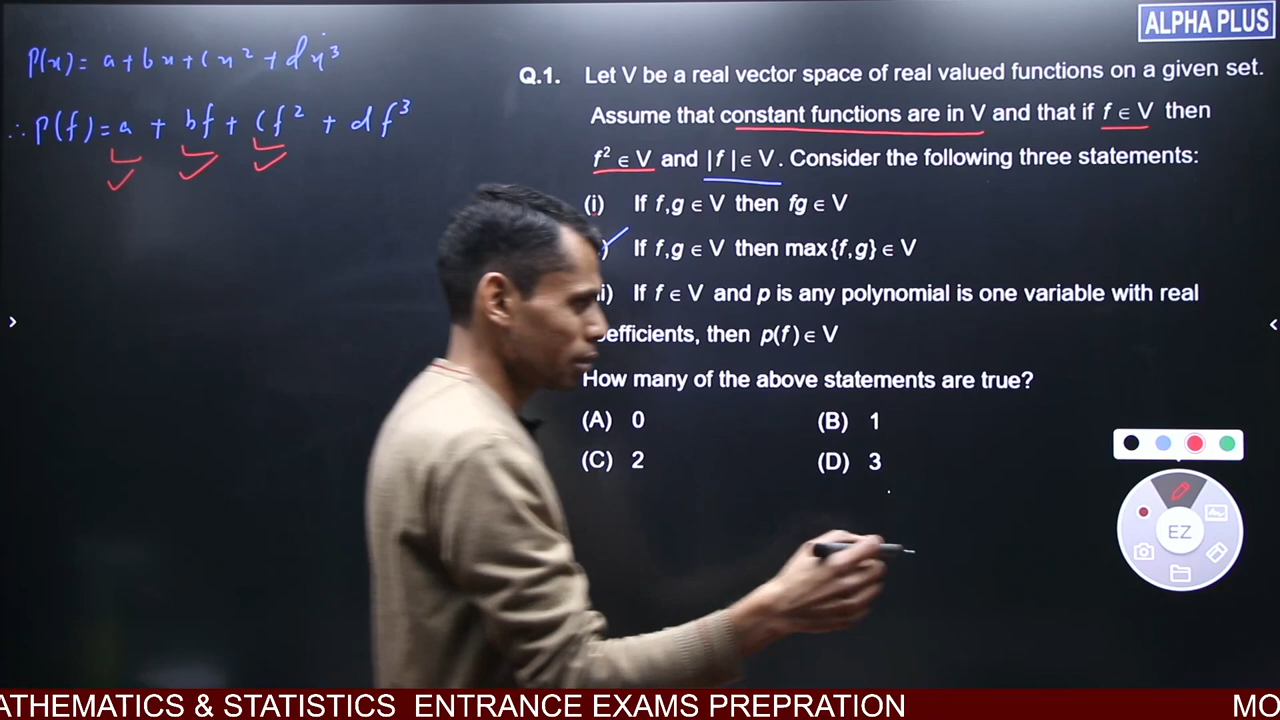 ALPHA PLUS
P(x) = a + bx + cx² + dx³
∴ P(f) = a + bf + cf² + df³
Q.1. Let V be a real vector space of real valued functions on a given set.
Assume that constant functions are in V and that if f ∈ V then
f² ∈ V and |f| ∈ V. Consider the following three statements:
(i) If f,g ∈ V then fg ∈ V
) If f,g ∈ V then max{f,g} ∈ V
i) If f ∈ V and p is any polynomial is one variable with real
oefficients, then p(f) ∈ V
How many of the above statements are true?
(A) 0 (B) 1
(C) 2 (D) 3
EZ
ATHEMATICS & STATISTICS ENTRANCE EXAMS PREPRATION MO